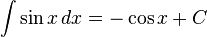 ∫ sin x dx = − cos x + C